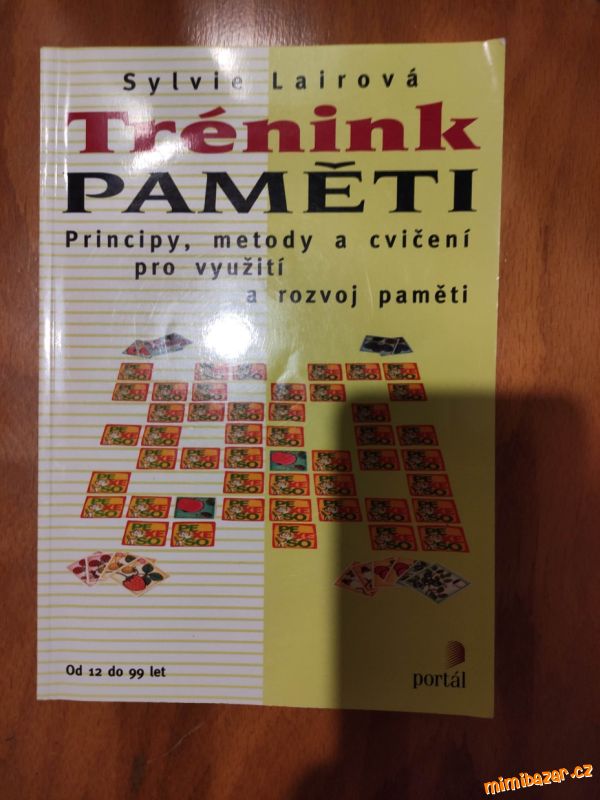 Sylvie Lairová
Trénink
PAMĚTI
Principy, metody a cvičení
pro využití
a rozvoj paměti
Od 12 do 99 let
portál
mimibazar.cz